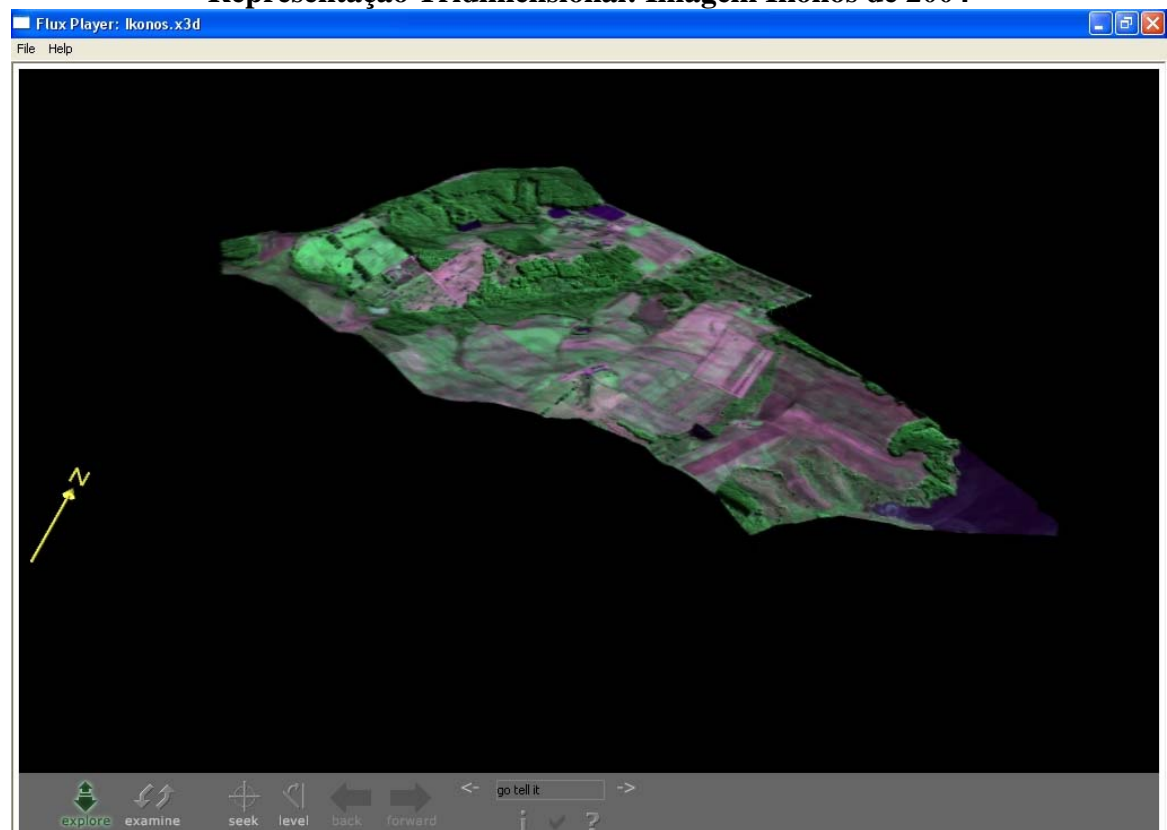 Representação Tridimensional: Imagem Ikonos de 2004
Flux Player: Ikonos.x3d
File Help
N
<- go tell it ->
explore examine seek level back forward
i ?